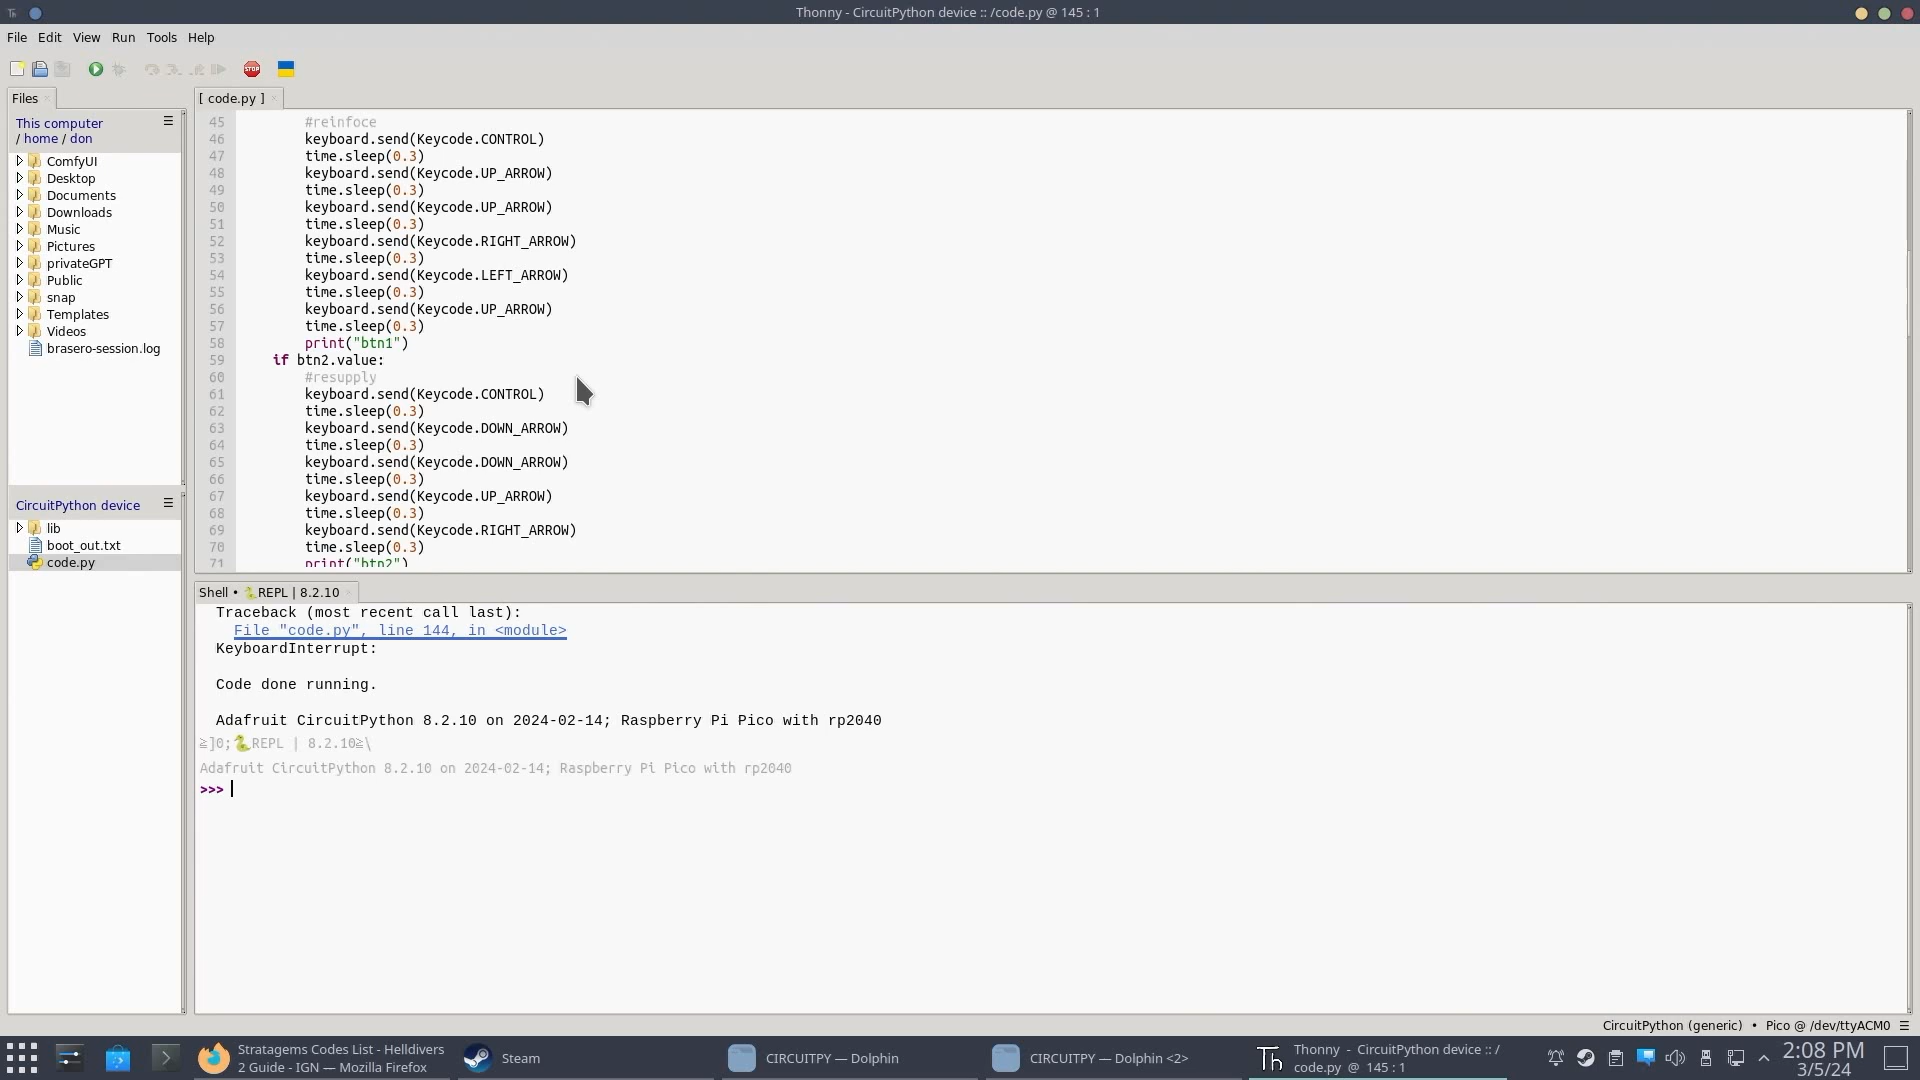 Thonny - CircuitPython device :: /code.py @ 145 : 1
File Edit View Run Tools Help
STOP
Files
This computer
/ home / don
ComfyUI
Desktop
Documents
Downloads
Music
Pictures
privateGPT
Public
snap
Templates
Videos
brasero-session.log
CircuitPython device
lib
boot_out.txt
code.py
[ code.py ]
45 #reinfoce
46 keyboard.send(Keycode.CONTROL)
47 time.sleep(0.3)
48 keyboard.send(Keycode.UP_ARROW)
49 time.sleep(0.3)
50 keyboard.send(Keycode.UP_ARROW)
51 time.sleep(0.3)
52 keyboard.send(Keycode.RIGHT_ARROW)
53 time.sleep(0.3)
54 keyboard.send(Keycode.LEFT_ARROW)
55 time.sleep(0.3)
56 keyboard.send(Keycode.UP_ARROW)
57 time.sleep(0.3)
58 print("btn1")
59 if btn2.value:
60 #resupply
61 keyboard.send(Keycode.CONTROL)
62 time.sleep(0.3)
63 keyboard.send(Keycode.DOWN_ARROW)
64 time.sleep(0.3)
65 keyboard.send(Keycode.DOWN_ARROW)
66 time.sleep(0.3)
67 keyboard.send(Keycode.UP_ARROW)
68 time.sleep(0.3)
69 keyboard.send(Keycode.RIGHT_ARROW)
70 time.sleep(0.3)
71 print("btn2")
Shell • 🐍REPL | 8.2.10
Traceback (most recent call last):
File "code.py", line 144, in <module>
KeyboardInterrupt:
Code done running.
Adafruit CircuitPython 8.2.10 on 2024-02-14; Raspberry Pi Pico with rp2040
≥]0;🐍REPL | 8.2.10≥\
Adafruit CircuitPython 8.2.10 on 2024-02-14; Raspberry Pi Pico with rp2040
>>>
CircuitPython (generic) • Pico @ /dev/ttyACM0 ☰
Stratagems Codes List - Helldivers
2 Guide - IGN — Mozilla Firefox
Steam
CIRCUITPY — Dolphin
CIRCUITPY — Dolphin <2>
Thonny - CircuitPython device :: /
code.py @ 145 : 1
2:08 PM
3/5/24